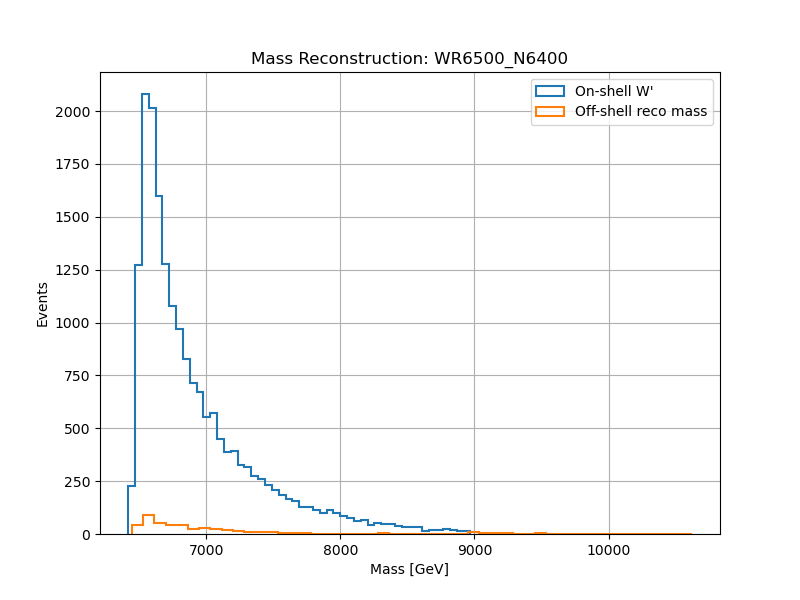 Mass Reconstruction: WR6500_N6400
On-shell W'
Off-shell reco mass
2000
1750
1500
1250
1000
750
500
250
0
Events
7000 8000 9000 10000
Mass [GeV]